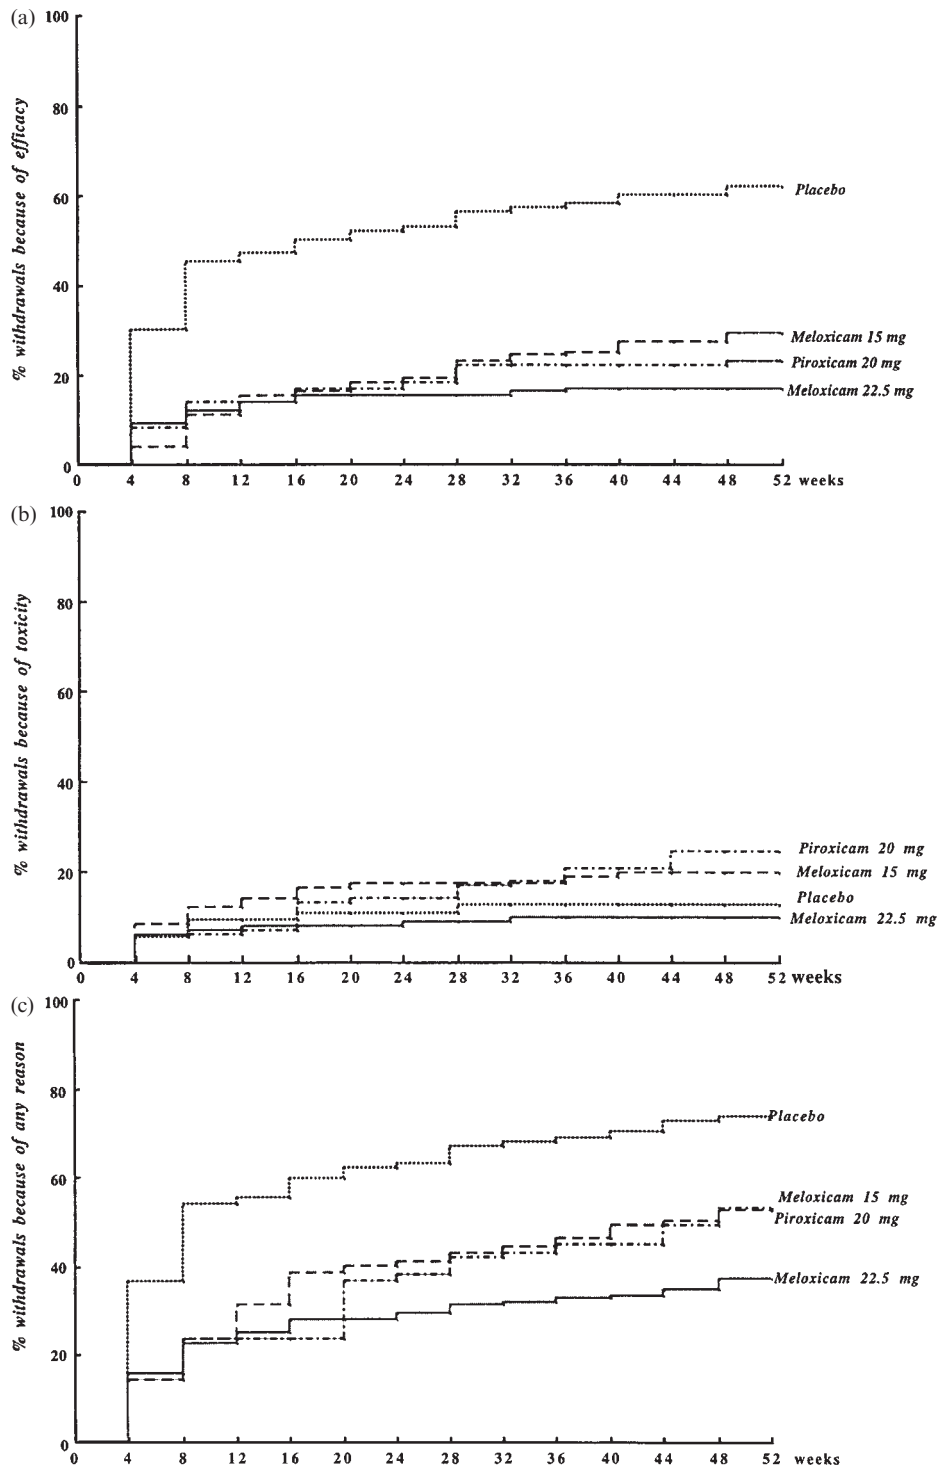 (a)
% withdrawals because of efficacy
100
80
60
40
20
0
Placebo
Meloxicam 15 mg
Piroxicam 20 mg
Meloxicam 22.5 mg
4 8 12 16 20 24 28 32 36 40 44 48 52 weeks
(b)
% withdrawals because of toxicity
100
80
60
40
20
0
Piroxicam 20 mg
Meloxicam 15 mg
Placebo
Meloxicam 22.5 mg
0 4 8 12 16 20 24 28 32 36 40 44 48 52 weeks
(c)
% withdrawals because of any reason
100
80
60
40
20
0
Placebo
Meloxicam 15 mg
Piroxicam 20 mg
Meloxicam 22.5 mg
0 4 8 12 16 20 24 28 32 36 40 44 48 52 weeks